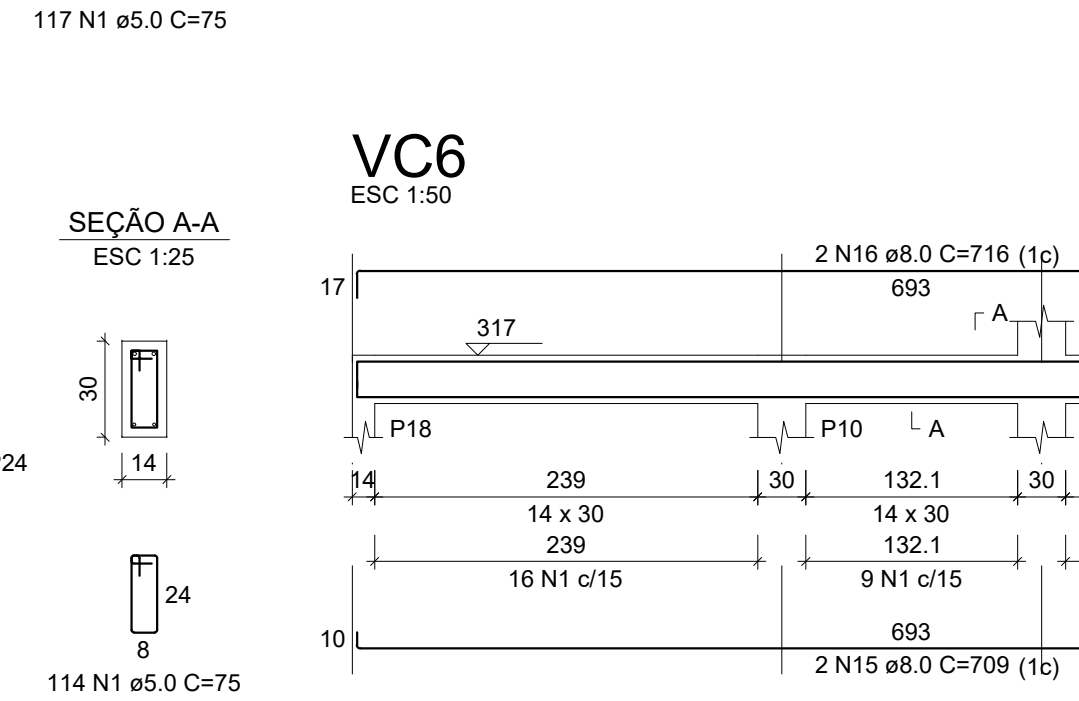 117 N1 ø5.0 C=75
VC6
ESC 1:50
SEÇÃO A-A
ESC 1:25
2 N16 ø8.0 C=716 (1c)
17
693
A
317
30
14
P18
P10
A
24
14
239
30
132.1
30
14 x 30
14 x 30
239
132.1
16 N1 c/15
9 N1 c/15
24
8
114 N1 ø5.0 C=75
10
693
2 N15 ø8.0 C=709 (1c)